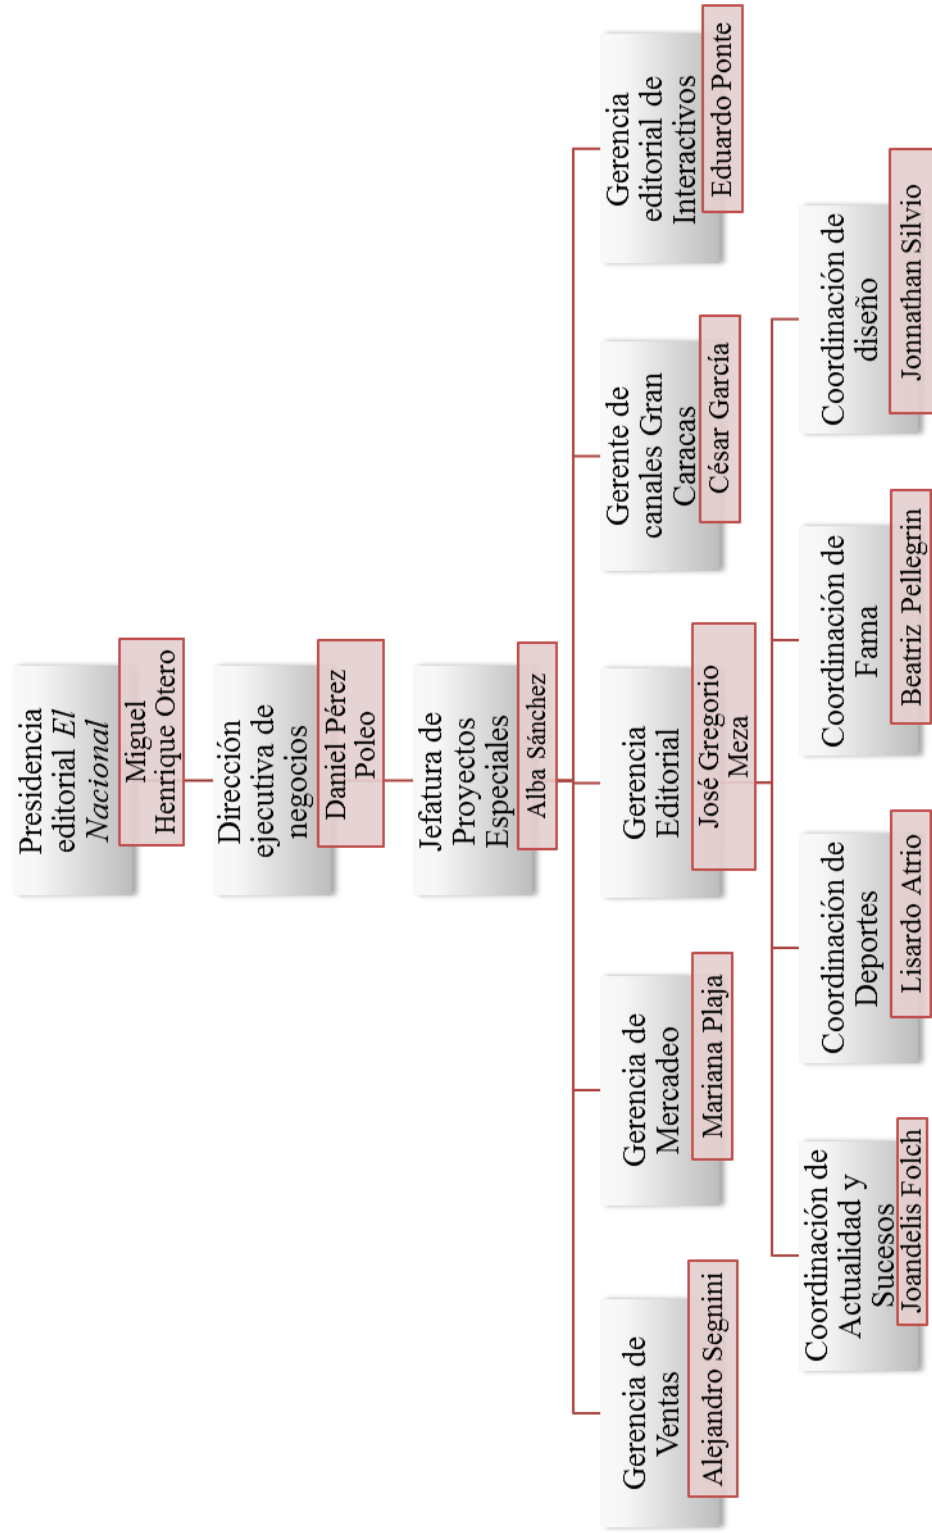 Presidencia
editorial El
Nacional
Miguel
Henrique Otero
Dirección
ejecutiva de
negocios
Daniel Pérez
Poleo
Jefatura de
Proyectos
Especiales
Alba Sánchez
Gerencia de
Ventas
Alejandro Segnini
Gerencia de
Mercadeo
Mariana Plaja
Gerencia
Editorial
José Gregorio
Meza
Gerente de
canales Gran
Caracas
César García
Gerencia
editorial de
Interactivos
Eduardo Ponte
Coordinación de
Actualidad y
Sucesos
Joandelis Folch
Coordinación de
Deportes
Lisardo Atrio
Coordinación de
Fama
Beatriz Pellegrin
Coordinación de
diseño
Jonnathan Silvio